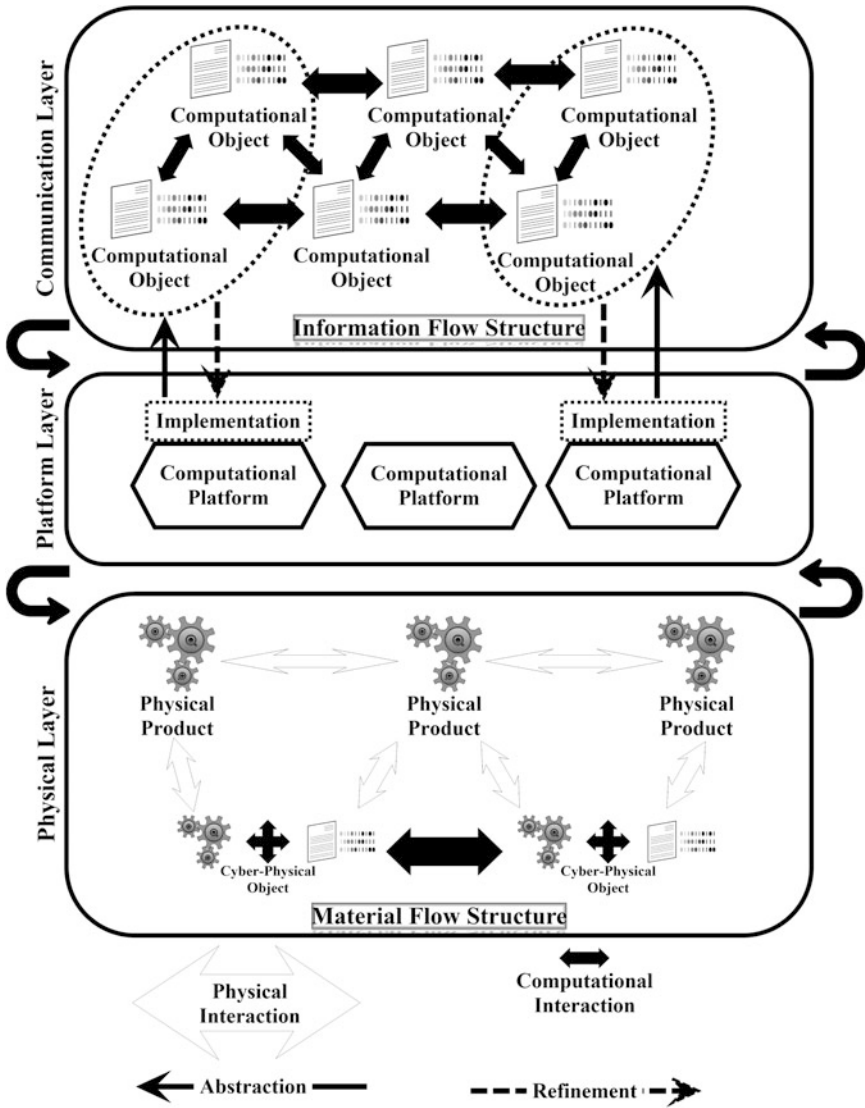 Communication Layer
Computational
Object
Computational
Object
Computational
Object
Computational
Object
Computational
Object
Computational
Object
Information Flow Structure
Platform Layer
Implementation
Implementation
Computational
Platform
Computational
Platform
Computational
Platform
Physical Layer
Physical
Product
Physical
Product
Physical
Product
Cyber-Physical
Object
Cyber-Physical
Object
Material Flow Structure
Physical
Interaction
Computational
Interaction
Abstraction
Refinement